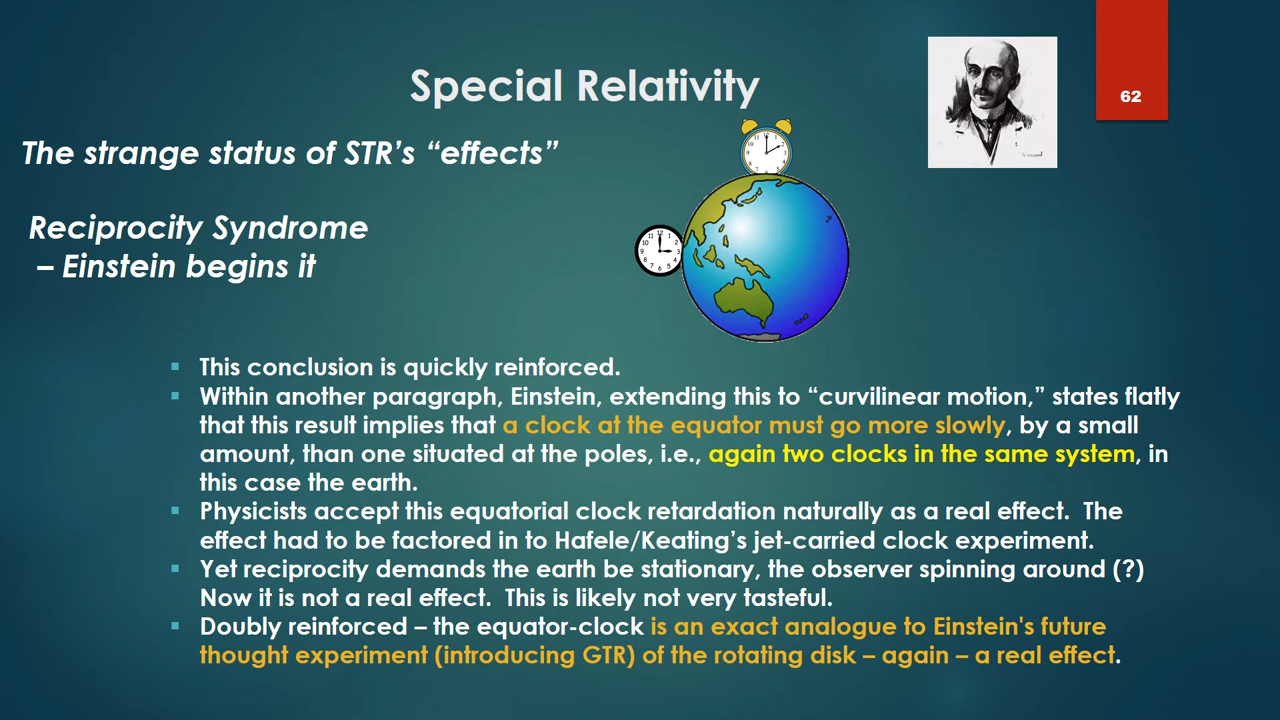 62
Special Relativity
The strange status of STR’s “effects”
Reciprocity Syndrome
– Einstein begins it
▪ This conclusion is quickly reinforced.
▪ Within another paragraph, Einstein, extending this to “curvilinear motion,” states flatly
that this result implies that a clock at the equator must go more slowly, by a small
amount, than one situated at the poles, i.e., again two clocks in the same system, in
this case the earth.
▪ Physicists accept this equatorial clock retardation naturally as a real effect.  The
effect had to be factored in to Hafele/Keating’s jet-carried clock experiment.
▪ Yet reciprocity demands the earth be stationary, the observer spinning around (?)
Now it is not a real effect.  This is likely not very tasteful.
▪ Doubly reinforced – the equator-clock is an exact analogue to Einstein's future
thought experiment (introducing GTR) of the rotating disk – again – a real effect.